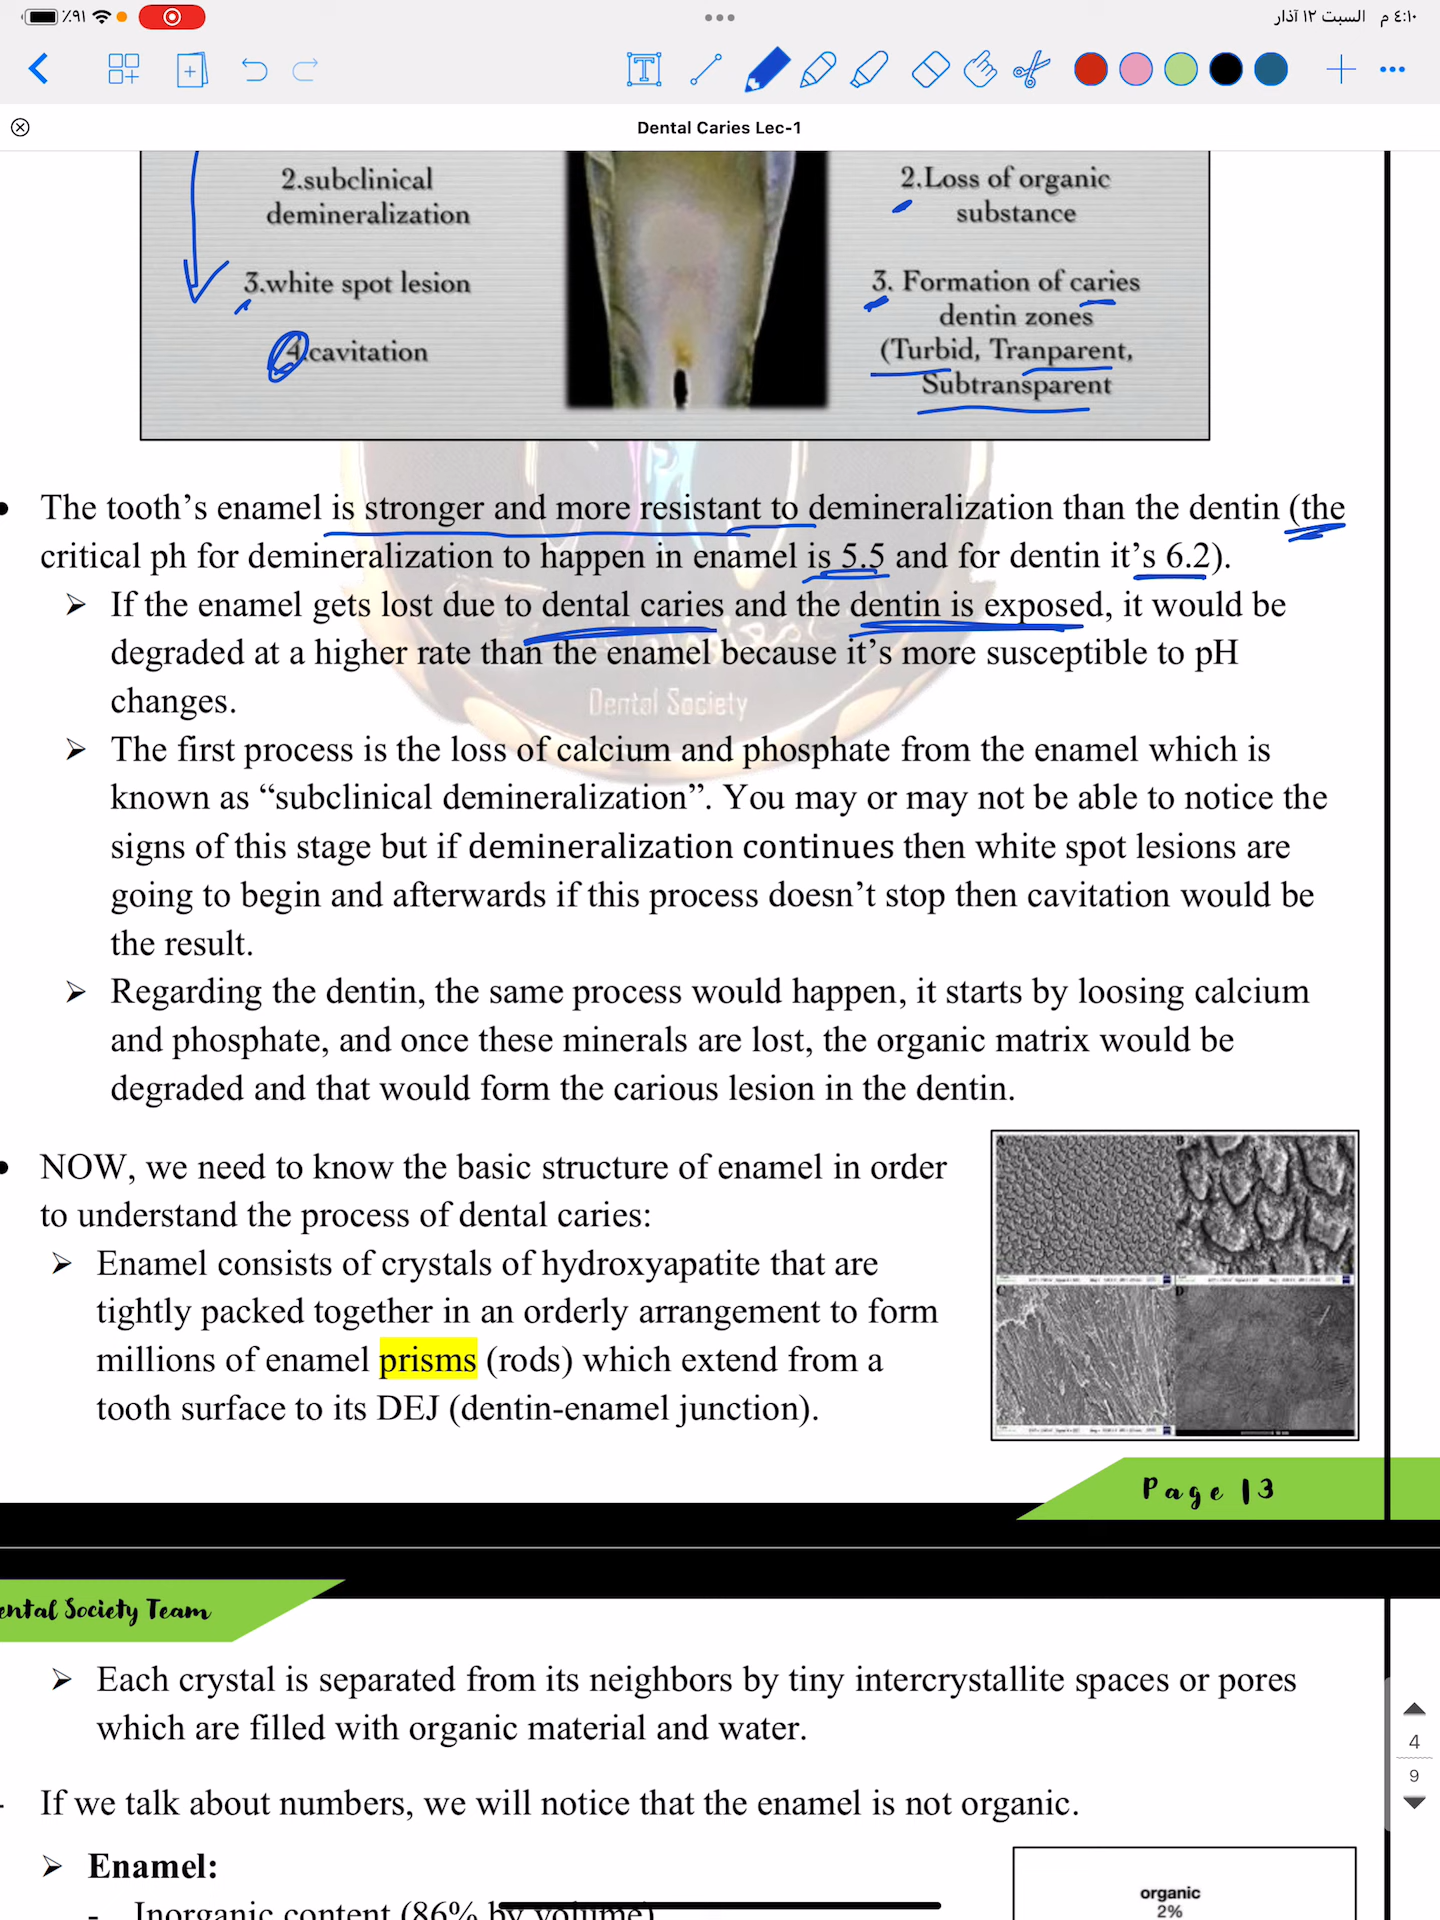 ٪٩١
السبت ١٢ آذار ٤:١٠ م
Dental Caries Lec-1
2.subclinical
demineralization
3.white spot lesion
4.cavitation
2.Loss of organic
substance
3. Formation of caries
dentin zones
(Turbid, Tranparent,
Subtransparent
The tooth’s enamel is stronger and more resistant to demineralization than the dentin (the
critical ph for demineralization to happen in enamel is 5.5 and for dentin it’s 6.2).
➢ If the enamel gets lost due to dental caries and the dentin is exposed, it would be
degraded at a higher rate than the enamel because it’s more susceptible to pH
changes.
Dental Society
➢ The first process is the loss of calcium and phosphate from the enamel which is
known as “subclinical demineralization”. You may or may not be able to notice the
signs of this stage but if demineralization continues then white spot lesions are
going to begin and afterwards if this process doesn’t stop then cavitation would be
the result.
➢ Regarding the dentin, the same process would happen, it starts by loosing calcium
and phosphate, and once these minerals are lost, the organic matrix would be
degraded and that would form the carious lesion in the dentin.
NOW, we need to know the basic structure of enamel in order
to understand the process of dental caries:
➢ Enamel consists of crystals of hydroxyapatite that are
tightly packed together in an orderly arrangement to form
millions of enamel prisms (rods) which extend from a
tooth surface to its DEJ (dentin-enamel junction).
A
B
C
D
Page | 3
ental Society Team
➢ Each crystal is separated from its neighbors by tiny intercrystallite spaces or pores
which are filled with organic material and water.
4
9
- If we talk about numbers, we will notice that the enamel is not organic.
➢ Enamel:
- Inorganic content (86% by volume)
organic
2%